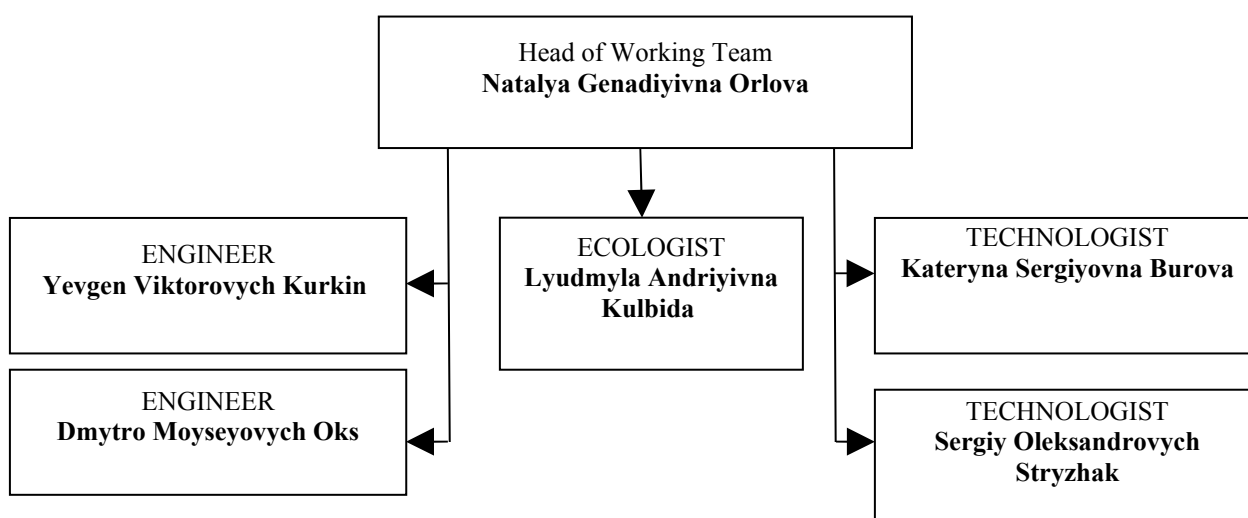 Head of Working Team
Natalya Genadiyivna Orlova
ENGINEER
Yevgen Viktorovych Kurkin
ECOLOGIST
Lyudmyla Andriyivna
Kulbida
TECHNOLOGIST
Kateryna Sergiyovna Burova
ENGINEER
Dmytro Moyseyovych Oks
TECHNOLOGIST
Sergiy Oleksandrovych
Stryzhak